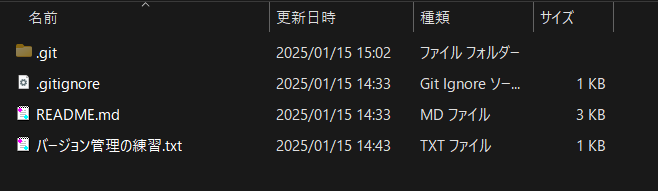 名前 更新日時 種類 サイズ
.git 2025/01/15 15:02 ファイル フォルダー
.gitignore 2025/01/15 14:33 Git Ignore ソー... 1 KB
README.md 2025/01/15 14:33 MD ファイル 3 KB
バージョン管理の練習.txt 2025/01/15 14:43 TXT ファイル 1 KB